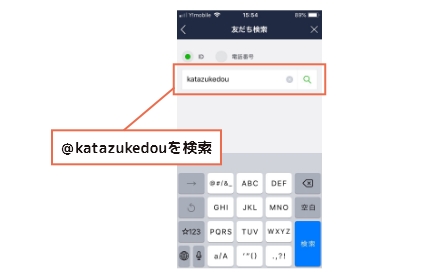 Y!mobile 15:54 89%
友だち検索
ID 電話番号
katazukedou
@katazukedouを検索
→ @#/&_ ABC DEF
GHI JKL MNO 空白
☆123 PQRS TUV WXYZ
検索
a/A '"() .,?!